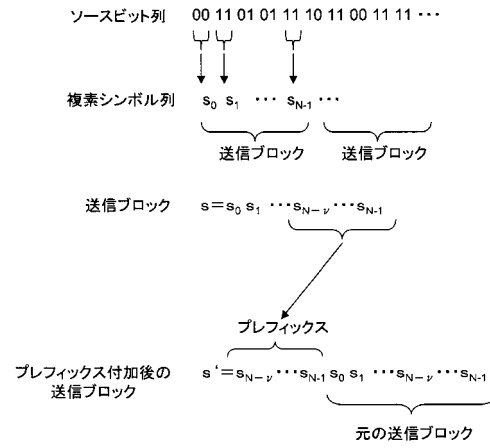 ソースビット列 00 11 01 01 11 10 11 00 11 11 ・・・
複素シンボル列 s0 s1 ・・・ sN-1 ・・・
送信ブロック 送信ブロック
送信ブロック s=s0 s1 ・・・sN-ν・・・sN-1
プレフィックス
プレフィックス付加後の
送信ブロック
s'=sN-ν・・・sN-1 s0 s1 ・・・sN-ν・・・sN-1
元の送信ブロック